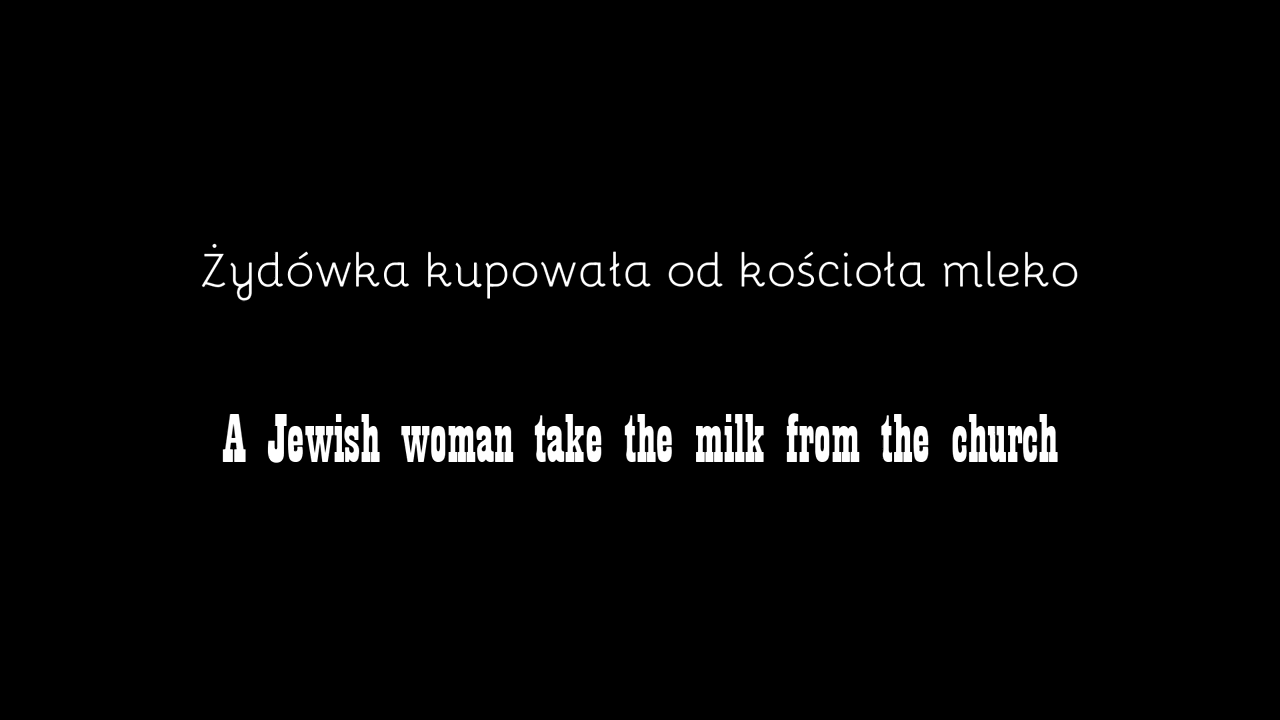 Żydówka kupowała od kościoła mleko
A Jewish woman take the milk from the church